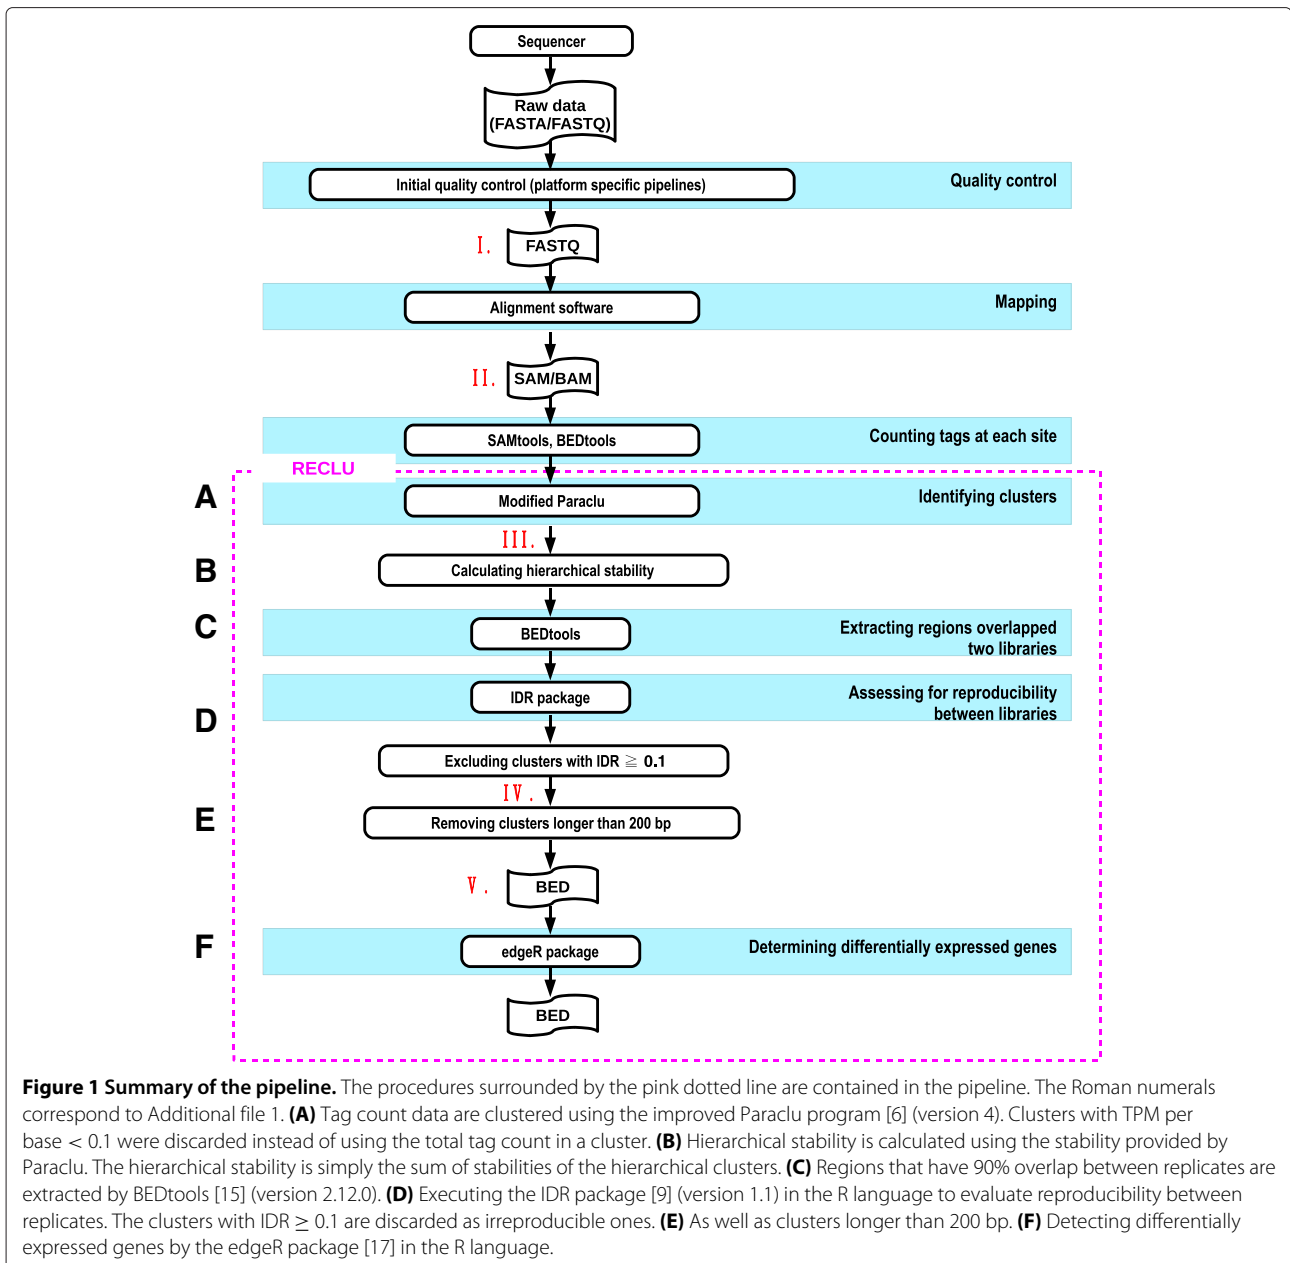 Sequencer
Raw data
(FASTA/FASTQ)
Initial quality control (platform specific pipelines)
Quality control
I.
FASTQ
Alignment software
Mapping
II.
SAM/BAM
SAMtools, BEDtools
Counting tags at each site
RECLU
A
Modified Paraclu
Identifying clusters
III.
B
Calculating hierarchical stability
C
BEDtools
Extracting regions overlapped
two libraries
D
IDR package
Assessing for reproducibility
between libraries
Excluding clusters with IDR ≧ 0.1
IV.
E
Removing clusters longer than 200 bp
V.
BED
F
edgeR package
Determining differentially expressed genes
BED
Figure 1 Summary of the pipeline. The procedures surrounded by the pink dotted line are contained in the pipeline. The Roman numerals
correspond to Additional file 1. (A) Tag count data are clustered using the improved Paraclu program [6] (version 4). Clusters with TPM per
base < 0.1 were discarded instead of using the total tag count in a cluster. (B) Hierarchical stability is calculated using the stability provided by
Paraclu. The hierarchical stability is simply the sum of stabilities of the hierarchical clusters. (C) Regions that have 90% overlap between replicates are
extracted by BEDtools [15] (version 2.12.0). (D) Executing the IDR package [9] (version 1.1) in the R language to evaluate reproducibility between
replicates. The clusters with IDR ≥ 0.1 are discarded as irreproducible ones. (E) As well as clusters longer than 200 bp. (F) Detecting differentially
expressed genes by the edgeR package [17] in the R language.